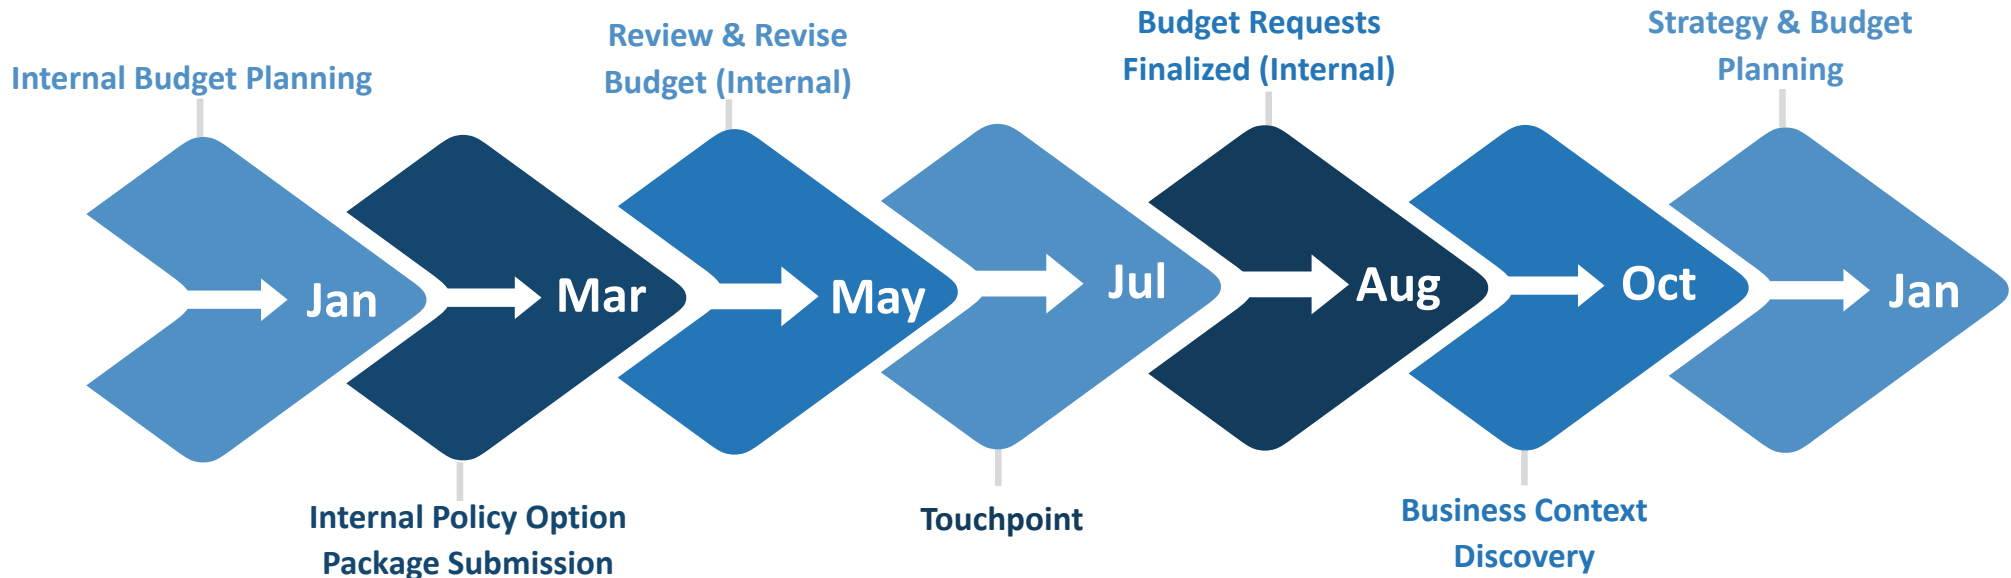 Internal Budget Planning
Jan
Internal Policy Option
Package Submission
Mar
Review & Revise
Budget (Internal)
May
Touchpoint
Jul
Budget Requests
Finalized (Internal)
Aug
Business Context
Discovery
Oct
Strategy & Budget
Planning
Jan